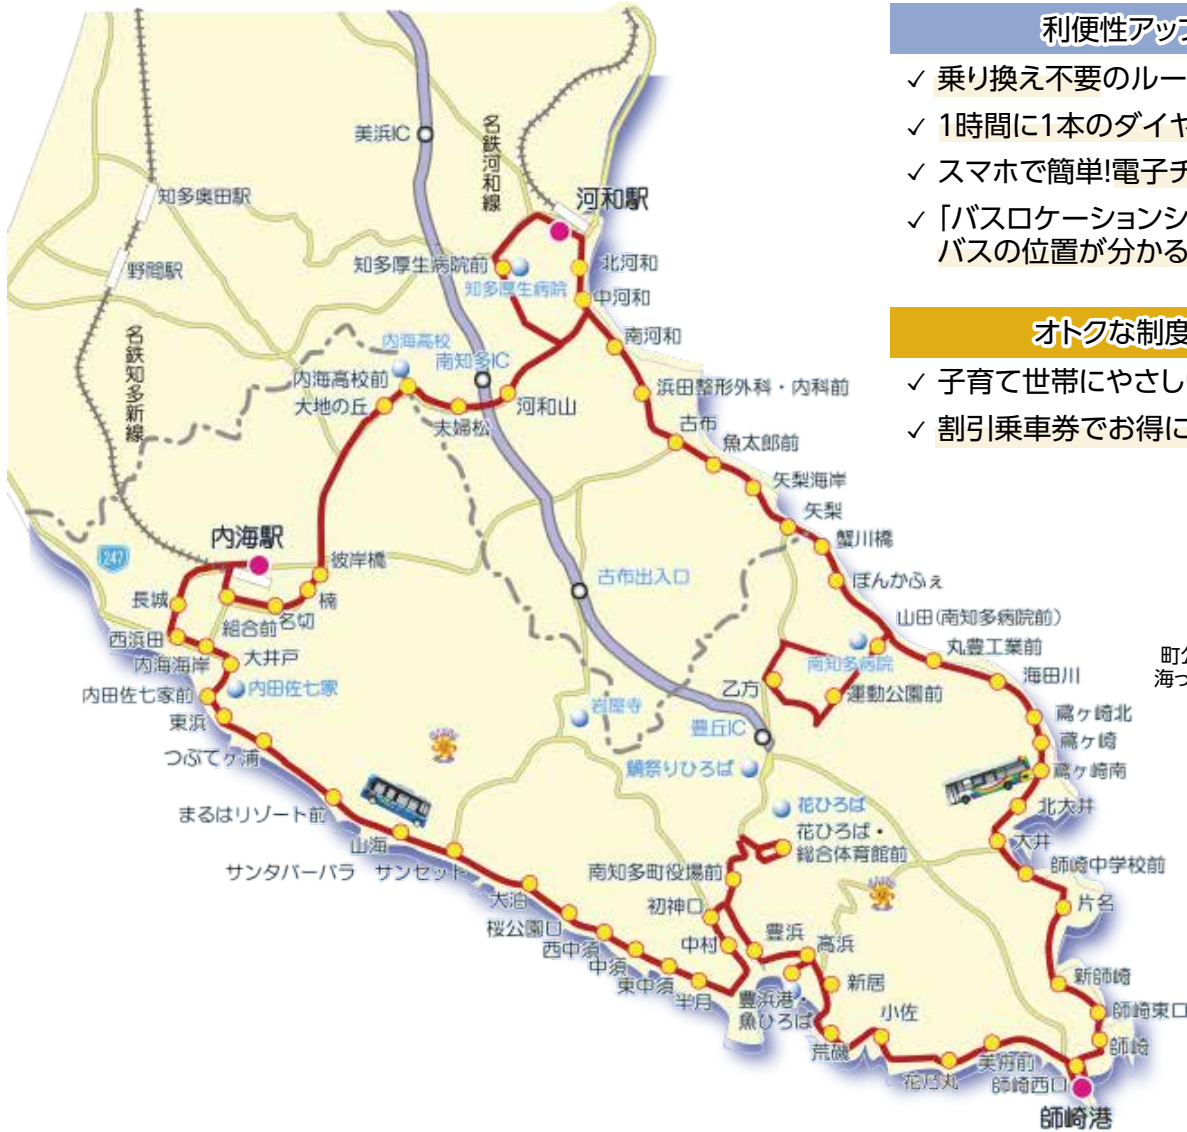 利便性アップ
✓ 乗り換え不要のルー
✓ 1時間に1本のダイヤ
✓ スマホで簡単!電子チ
✓ 「バスロケーションシ
バスの位置が分かる
オトクな制度
✓ 子育て世帯にやさし
✓ 割引乗車券でお得に
町公
海っ
美浜IC
名鉄河和線
知多奥田駅
河和駅
野間駅
知多厚生病院前
知多厚生病院
北河和
中河和
名鉄知多新線
内海高校
南知多IC
南河和
内海高校前
大地の丘
夫婦松
河和山
浜田整形外科・内科前
古布
魚太郎前
矢梨海岸
矢梨
蟹川橋
内海駅
247
彼岸橋
古布出入口
ぽんかふぇ
長城
楠
名切
組合前
山田(南知多病院前)
西浜田
内海海岸
大井戸
南知多病院
丸豊工業前
海田川
内田佐七家前
内田佐七家
乙方
運動公園前
東浜
岩屋寺
豊丘IC
鳶ヶ崎北
鳶ヶ崎
鳶ヶ崎南
つぶてヶ浦
鯛祭りひろば
まるはリゾート前
花ひろば
北大井
山海
花ひろば・
総合体育館前
大井
サンタバーバラ
サンセット
南知多町役場前
師崎中学校前
大泊
初神口
片名
桜公園口
西中須
中村
豊浜
高浜
中須
東中須
新居
新師崎
半月
豊浜港・
魚ひろば
小佐
師崎東口
荒磯
師崎
花乃丸
美舟前
師崎西口
師崎港